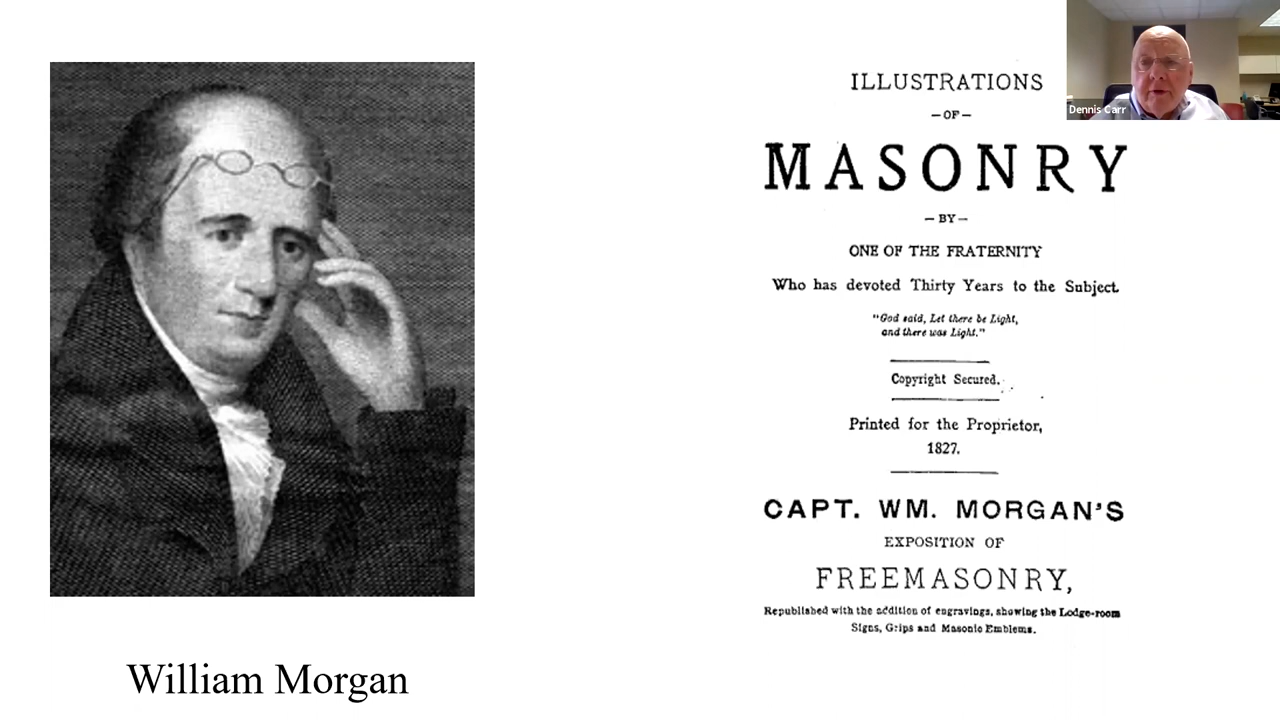 ILLUSTRATIONS
—OF—
MASONRY
—BY—
ONE OF THE FRATERNITY
Who has devoted Thirty Years to the Subject.
"God said, Let there be Light,
and there was Light."
Copyright Secured.
Printed for the Proprietor,
1827.
CAPT. WM. MORGAN'S
EXPOSITION OF
FREEMASONRY,
Republished with the addition of engravings, showing the Lodge-room
Signs, Grips and Masonic Emblems.
William Morgan
Dennis Carr